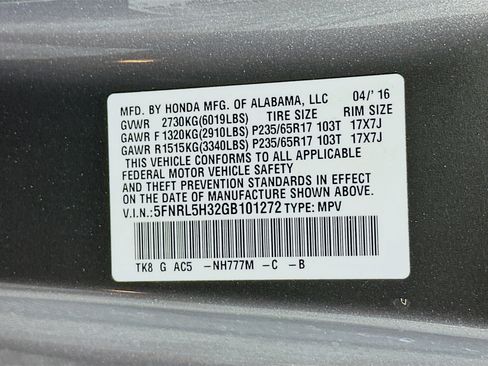 MFD. BY HONDA MFG. OF ALABAMA, LLC 04/'16
GVWR 2730KG(6019LBS) TIRE SIZE RIM SIZE
GAWR F 1320KG(2910LBS) P235/65R17 103T 17X7J
GAWR R1515KG(3340LBS) P235/65R17 103T 17X7J
THIS VEHICLE CONFORMS TO ALL APPLICABLE
FEDERAL MOTOR VEHICLE SAFETY
AND THEFT PREVENTION STANDARDS IN EFFECT
ON THE DATE OF MANUFACTURE SHOWN ABOVE.
V.I.N.: 5FNRL5H32GB101272 TYPE: MPV
TK8 G AC5 -NH777M -C -B